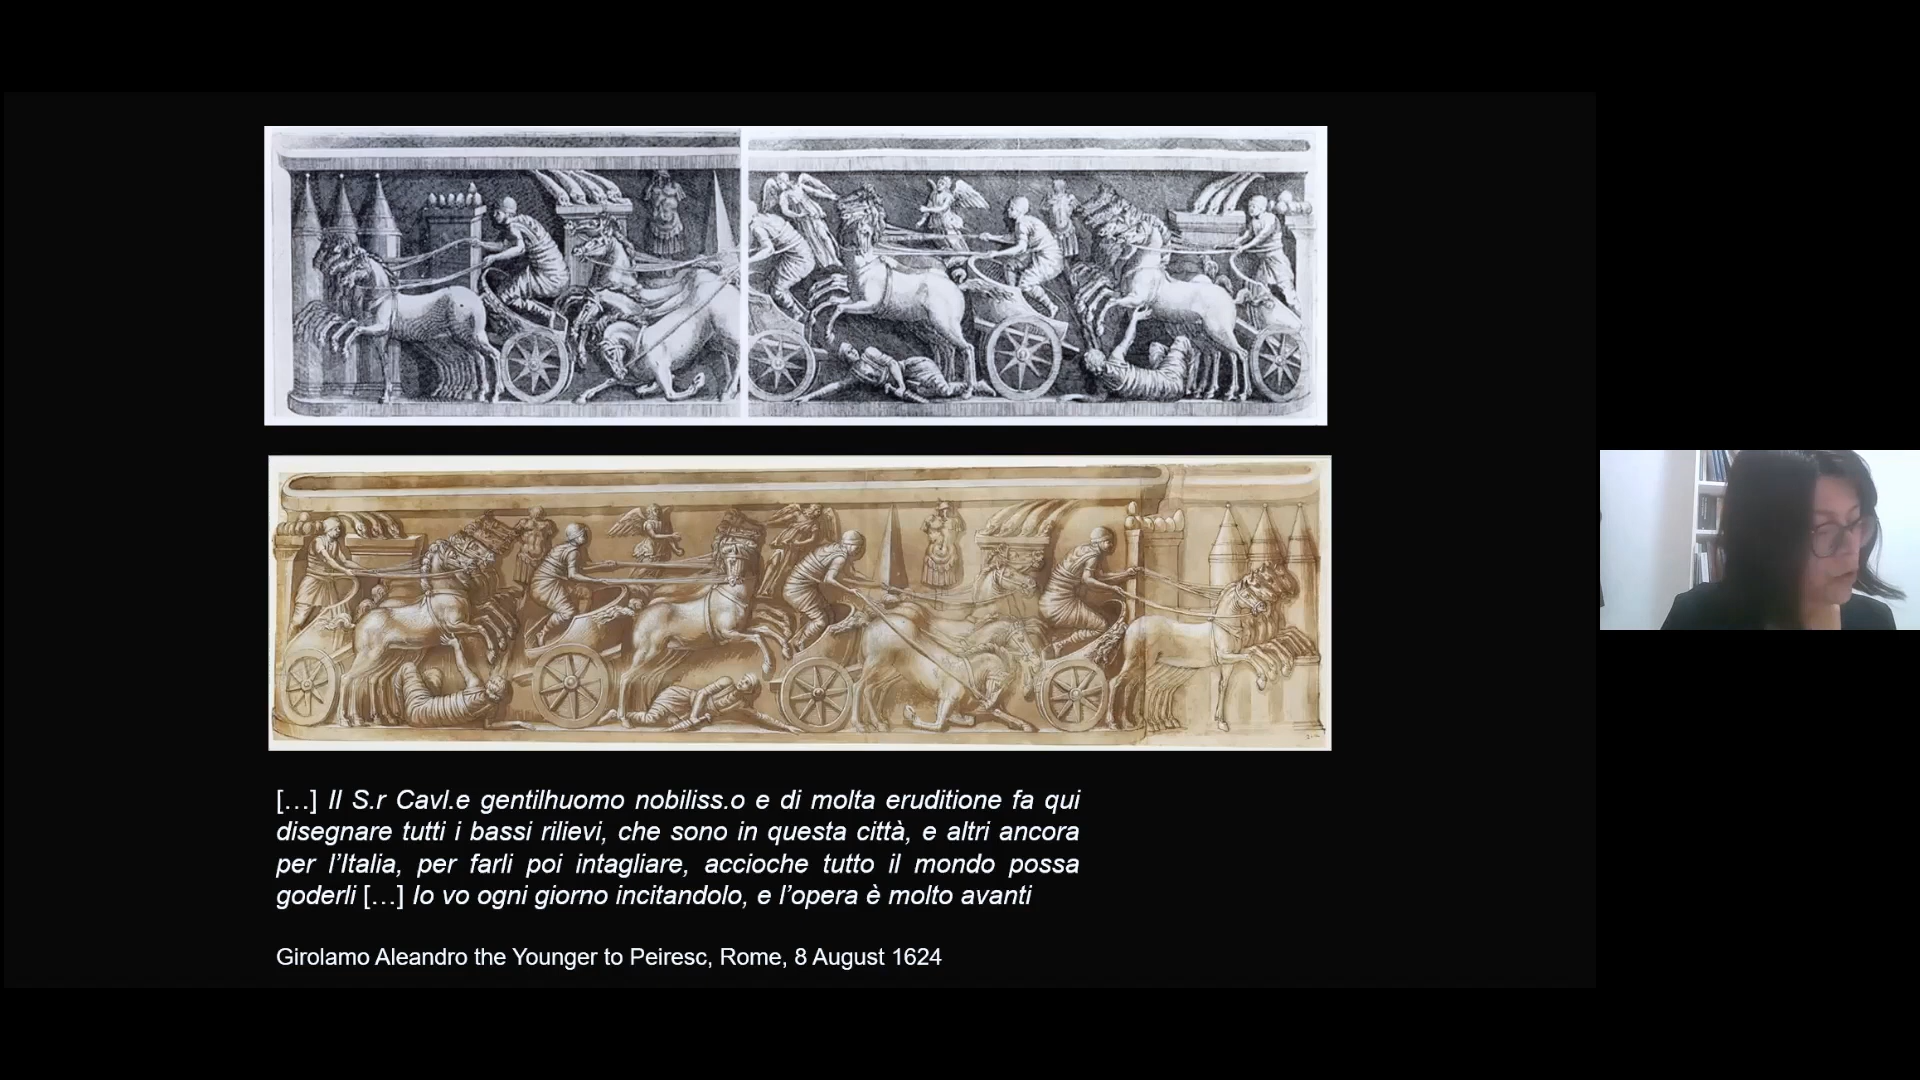 […] Il S.r Cavl.e gentilhuomo nobiliss.o e di molta eruditione fa qui
disegnare tutti i bassi rilievi, che sono in questa città, e altri ancora
per l’Italia, per farli poi intagliare, accioche tutto il mondo possa
goderli […] Io vo ogni giorno incitandolo, e l’opera è molto avanti
Girolamo Aleandro the Younger to Peiresc, Rome, 8 August 1624